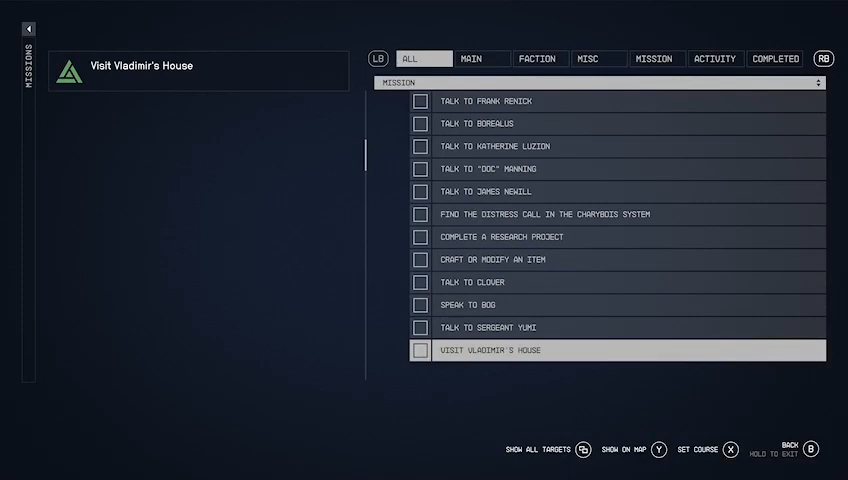 MISSIONS
Visit Vladimir's House
LB ALL MAIN FACTION MISC MISSION ACTIVITY COMPLETED RB
MISSION
TALK TO FRANK RENICK
TALK TO BOREALUS
TALK TO KATHERINE LUZION
TALK TO "DOC" MANNING
TALK TO JAMES NEWILL
FIND THE DISTRESS CALL IN THE CHARYBDIS SYSTEM
COMPLETE A RESEARCH PROJECT
CRAFT OR MODIFY AN ITEM
TALK TO CLOVER
SPEAK TO BOG
TALK TO SERGEANT YUMI
VISIT VLADIMIR'S HOUSE
SHOW ALL TARGETS SHOW ON MAP Y SET COURSE X BACK B
HOLD TO EXIT